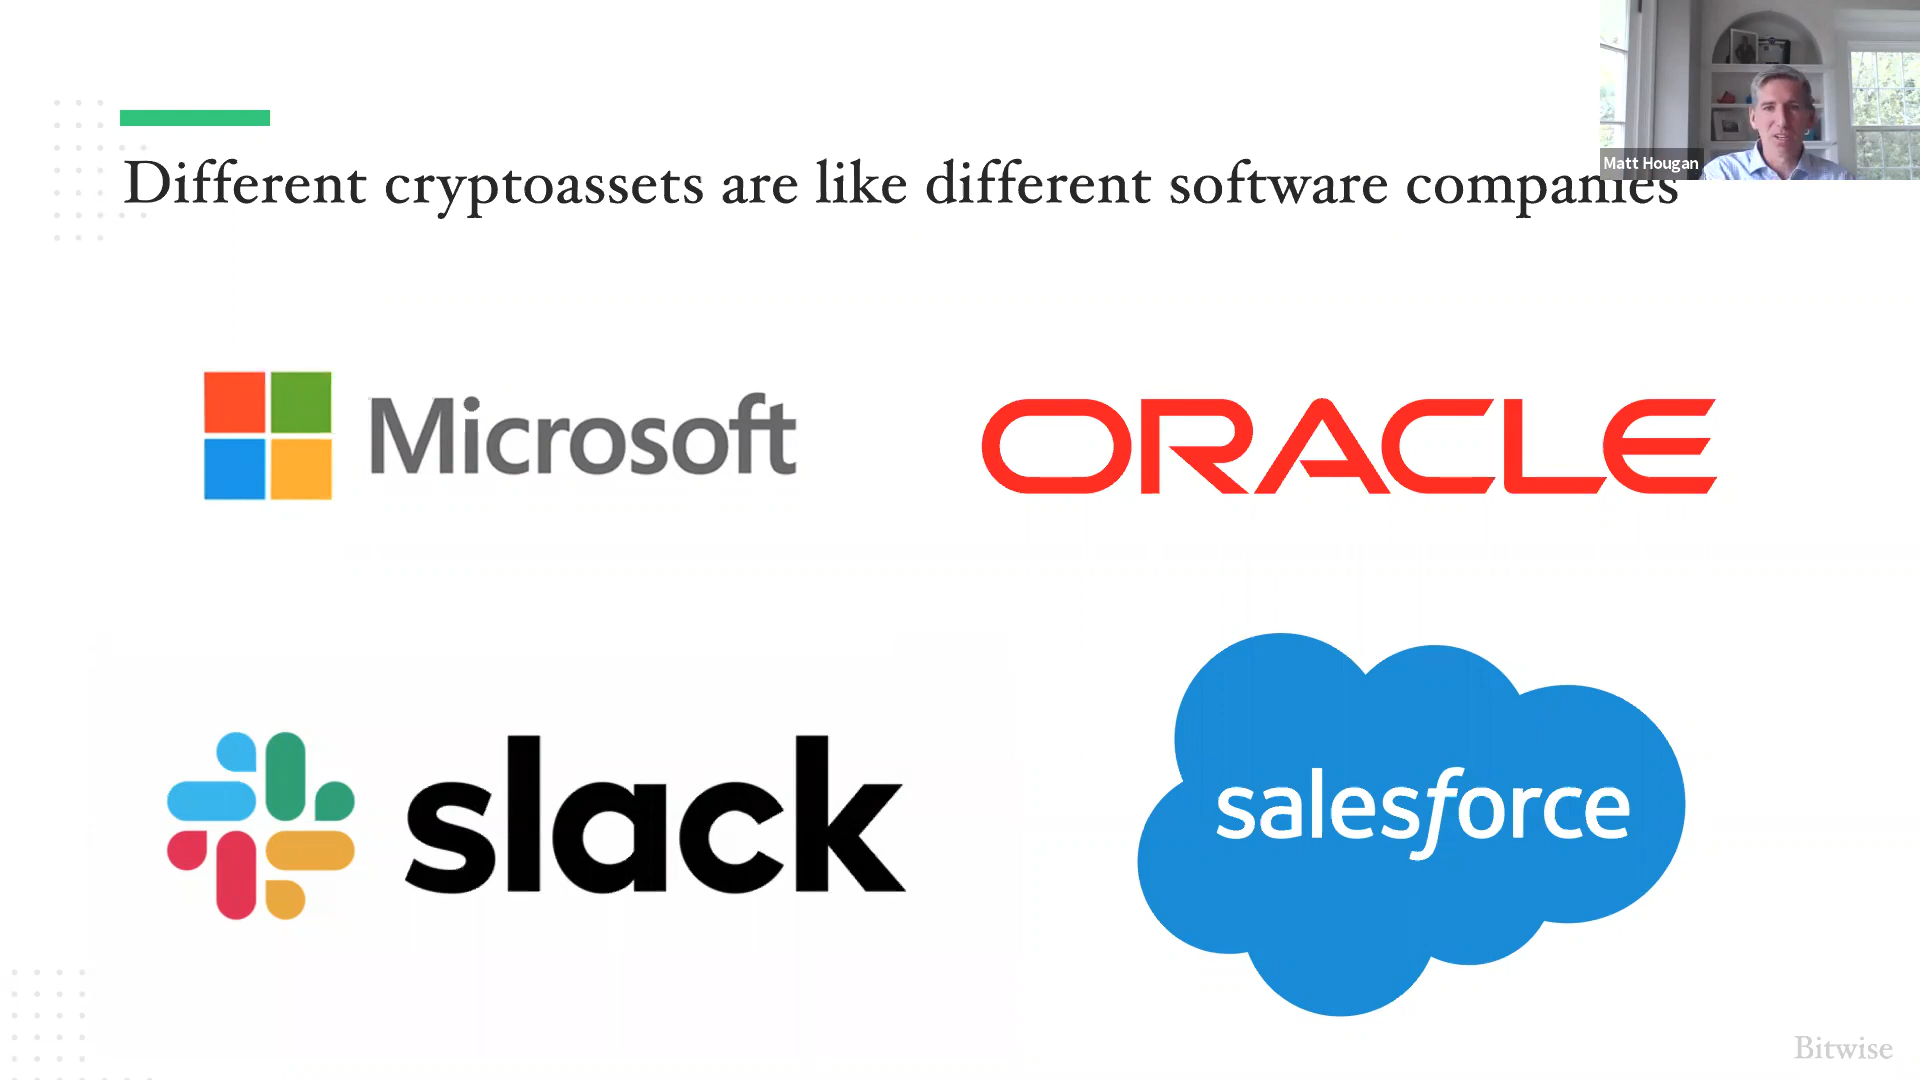 Matt Hougan
Different cryptoassets are like different software companies
Microsoft
ORACLE
slack
salesforce
Bitwise